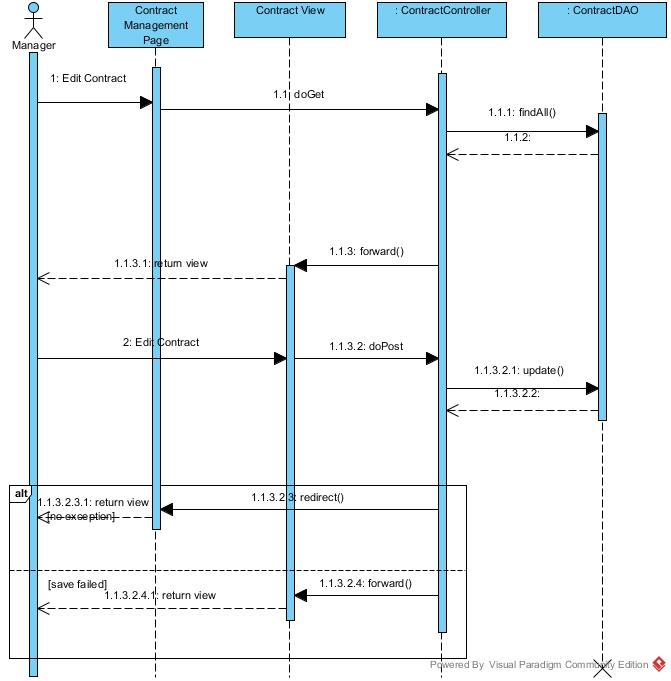 Manager
Contract
Management
Page
Contract View
: ContractController
: ContractDAO
1: Edit Contract
1.1: doGet
1.1.1: findAll()
1.1.2:
1.1.3: forward()
1.1.3.1: return view
2: Edit Contract
1.1.3.2: doPost
1.1.3.2.1: update()
1.1.3.2.2:
alt
1.1.3.2.3: redirect()
1.1.3.2.3.1: return view
[no exception]
[save failed]
1.1.3.2.4: forward()
1.1.3.2.4.1: return view
Powered By Visual Paradigm Community Edition